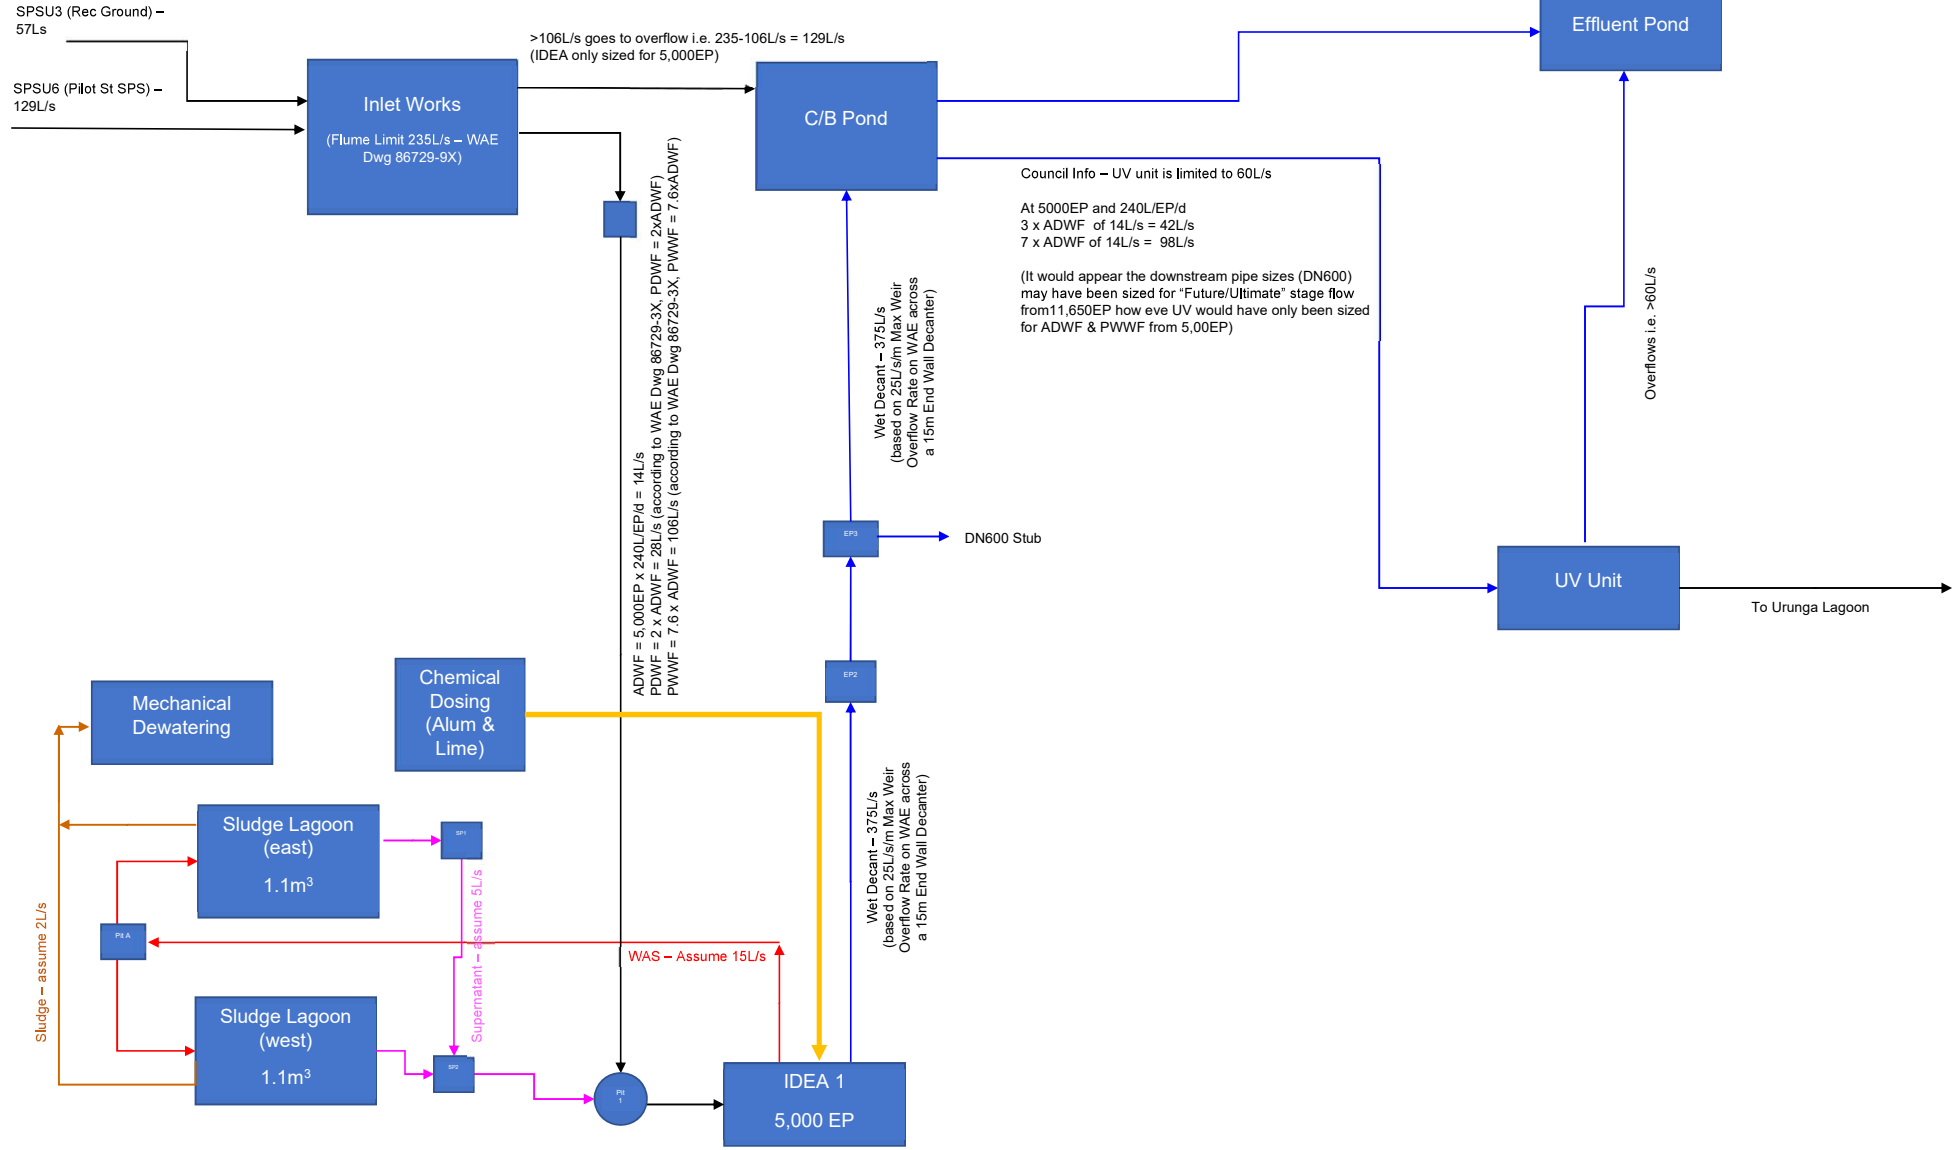 SPSU3 (Rec Ground) –
57Ls
SPSU6 (Pilot St SPS) –
129L/s
Inlet Works
(Flume Limit 235L/s – WAE
Dwg 86729-9X)
>106L/s goes to overflow i.e. 235-106L/s = 129L/s
(IDEA only sized for 5,000EP)
C/B Pond
Effluent Pond
Council Info – UV unit is limited to 60L/s
At 5000EP and 240L/EP/d
3 x ADWF  of 14L/s = 42L/s
7 x ADWF of 14L/s =  98L/s
(It would appear the downstream pipe sizes (DN600)
may have been sized for “Future/Ultimate” stage flow
from11,650EP how eve UV would have only been sized
for ADWF & PWWF from 5,00EP)
Overflows i.e. >60L/s
UV Unit
To Urunga Lagoon
ADWF = 5,000EP x 240L/EP/d = 14L/s
PDWF = 2 x ADWF = 28L/s (according to WAE Dwg 86729-3X, PDWF = 2xADWF)
PWWF = 7.6 x ADWF = 106L/s (according to WAE Dwg 86729-3X, PWWF = 7.6xADWF)
Wet Decant – 375L/s
(based on 25L/s/m Max Weir
Overflow Rate on WAE across
a 15m End Wall Decanter)
EP3
DN600 Stub
EP2
Wet Decant – 375L/s
(based on 25L/s/m Max Weir
Overflow Rate on WAE across
a 15m End Wall Decanter)
Chemical
Dosing
(Alum &
Lime)
Mechanical
Dewatering
Sludge Lagoon
(east)
1.1m³
SP1
Sludge – assume 2L/s
Pit A
Supernatant – assume 5L/s
WAS – Assume 15L/s
Sludge Lagoon
(west)
1.1m³
SP2
Pit
1
IDEA 1
5,000 EP